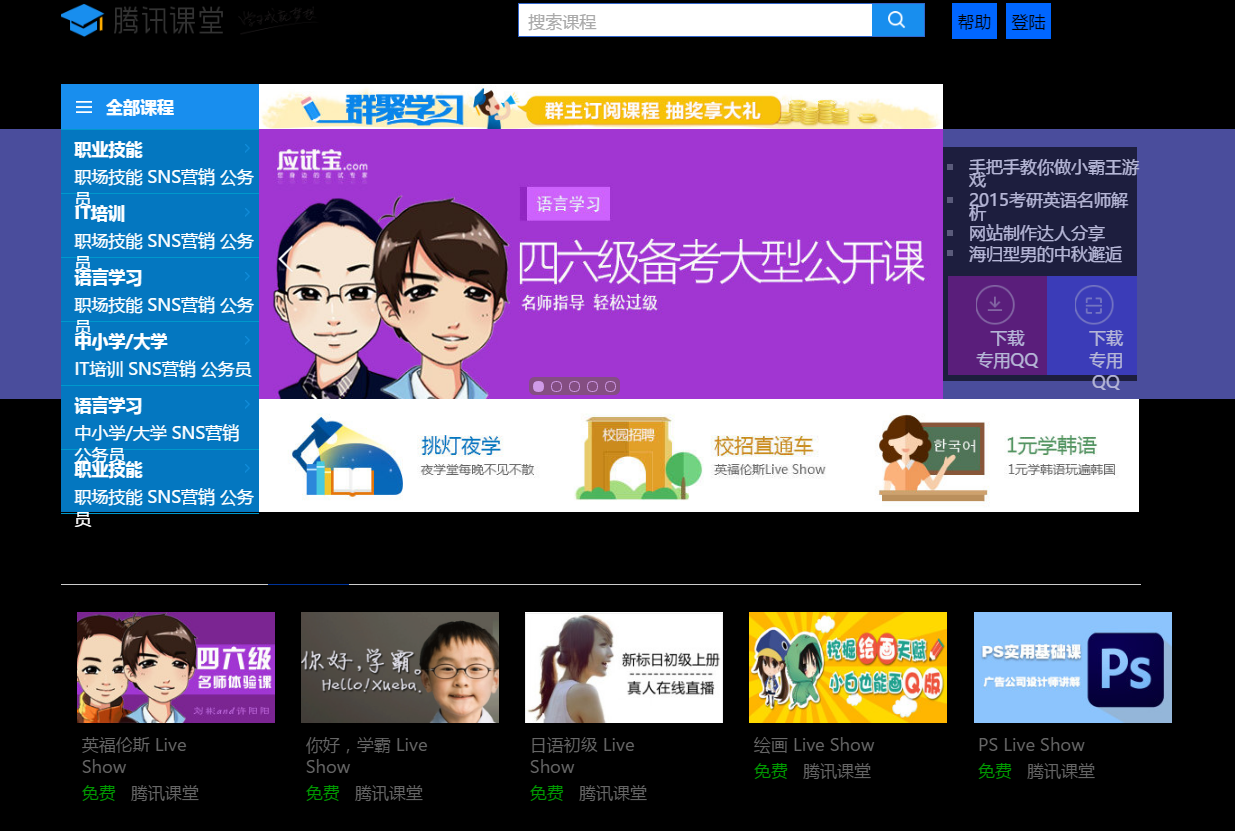 腾讯课堂
搜索课程
帮助
登陆
全部课程
群聚学习
群主订阅课程 抽奖享大礼
职业技能
职场技能 SNS营销 公务
员
IT培训
职场技能 SNS营销 公务
员
语言学习
职场技能 SNS营销 公务
员
中小学/大学
IT培训 SNS营销 公务员
语言学习
中小学/大学 SNS营销
公务员
职业技能
职场技能 SNS营销 公务
员
应试宝.com
您身边的应试专家
语言学习
四六级备考大型公开课
名师指导 轻松过级
手把手教你做小霸王游
戏
2015考研英语名师解
析
网站制作达人分享
海归型男的中秋邂逅
下载
专用QQ
下载
专用
QQ
挑灯夜学
夜学堂每晚不见不散
校园招聘
校招直通车
英福伦斯Live Show
한국어
1元学韩语
1元学韩语玩遍韩国
四六级
名师体验课
刘彬and许阳阳
你好,学霸。
Hello!Xueba.
新标日初级上册
真人在线直播
挖掘绘画天赋
小白也能画Q版
PS实用基础课
广告公司设计师讲解
Ps
英福伦斯 Live
Show
免费 腾讯课堂
你好，学霸 Live
Show
免费 腾讯课堂
日语初级 Live
Show
免费 腾讯课堂
绘画 Live Show
免费 腾讯课堂
PS Live Show
免费 腾讯课堂